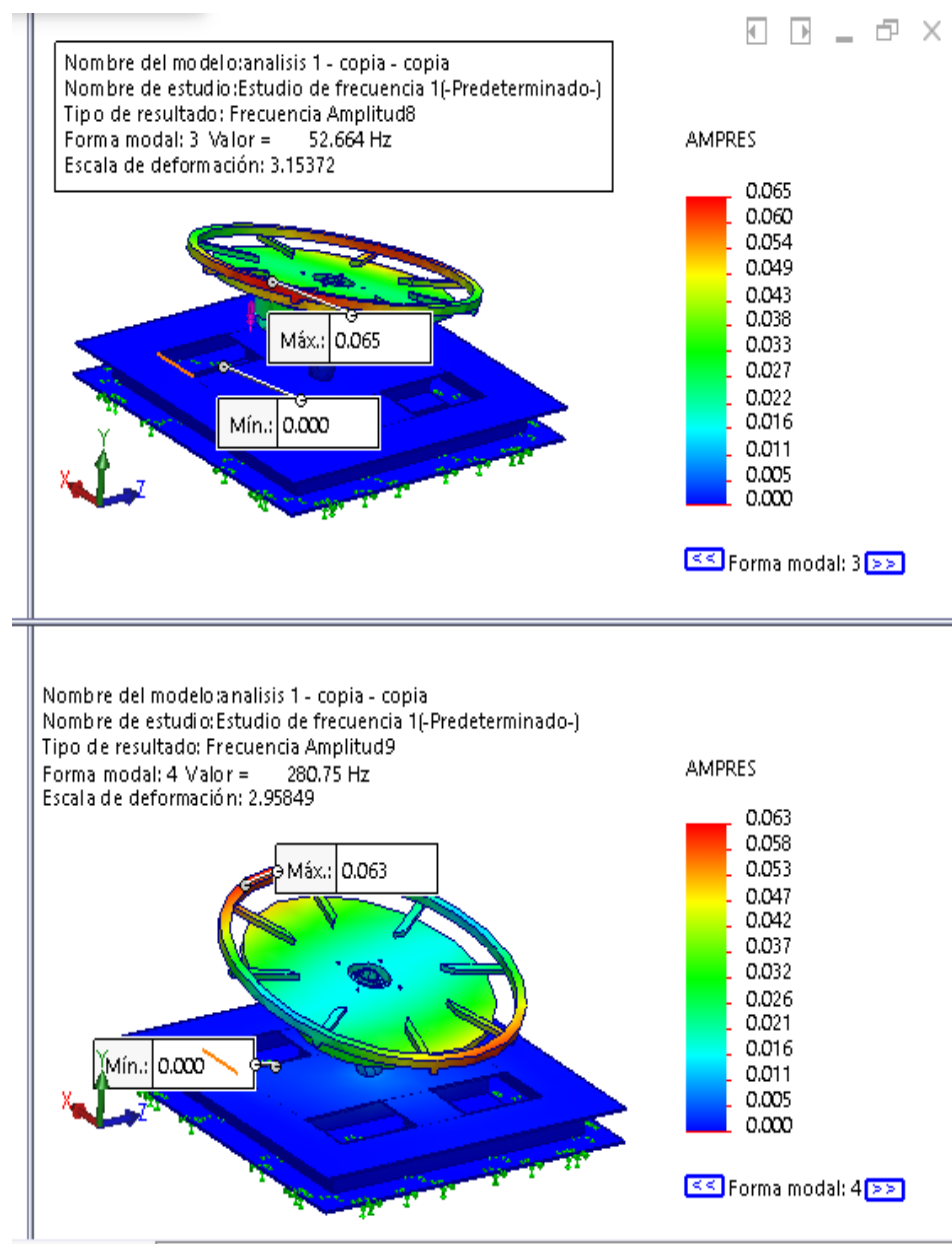 Nombre del modelo:analisis 1 - copia - copia
Nombre de estudio:Estudio de frecuencia 1(-Predeterminado-)
Tipo de resultado: Frecuencia Amplitud8
Forma modal: 3 Valor = 52.664 Hz
Escala de deformación: 3.15372
AMPRES
0.065
0.060
0.054
0.049
0.043
0.038
0.033
0.027
0.022
0.016
0.011
0.005
0.000
Máx.: 0.065
Mín.: 0.000
Y
X
Z
<< Forma modal: 3 >>
Nombre del modelo:analisis 1 - copia - copia
Nombre de estudio:Estudio de frecuencia 1(-Predeterminado-)
Tipo de resultado: Frecuencia Amplitud9
Forma modal: 4 Valor = 280.75 Hz
Escala de deformación: 2.95849
AMPRES
0.063
0.058
0.053
0.047
0.042
0.037
0.032
0.026
0.021
0.016
0.011
0.005
0.000
Máx.: 0.063
Mín.: 0.000
Y
X
Z
<< Forma modal: 4 >>